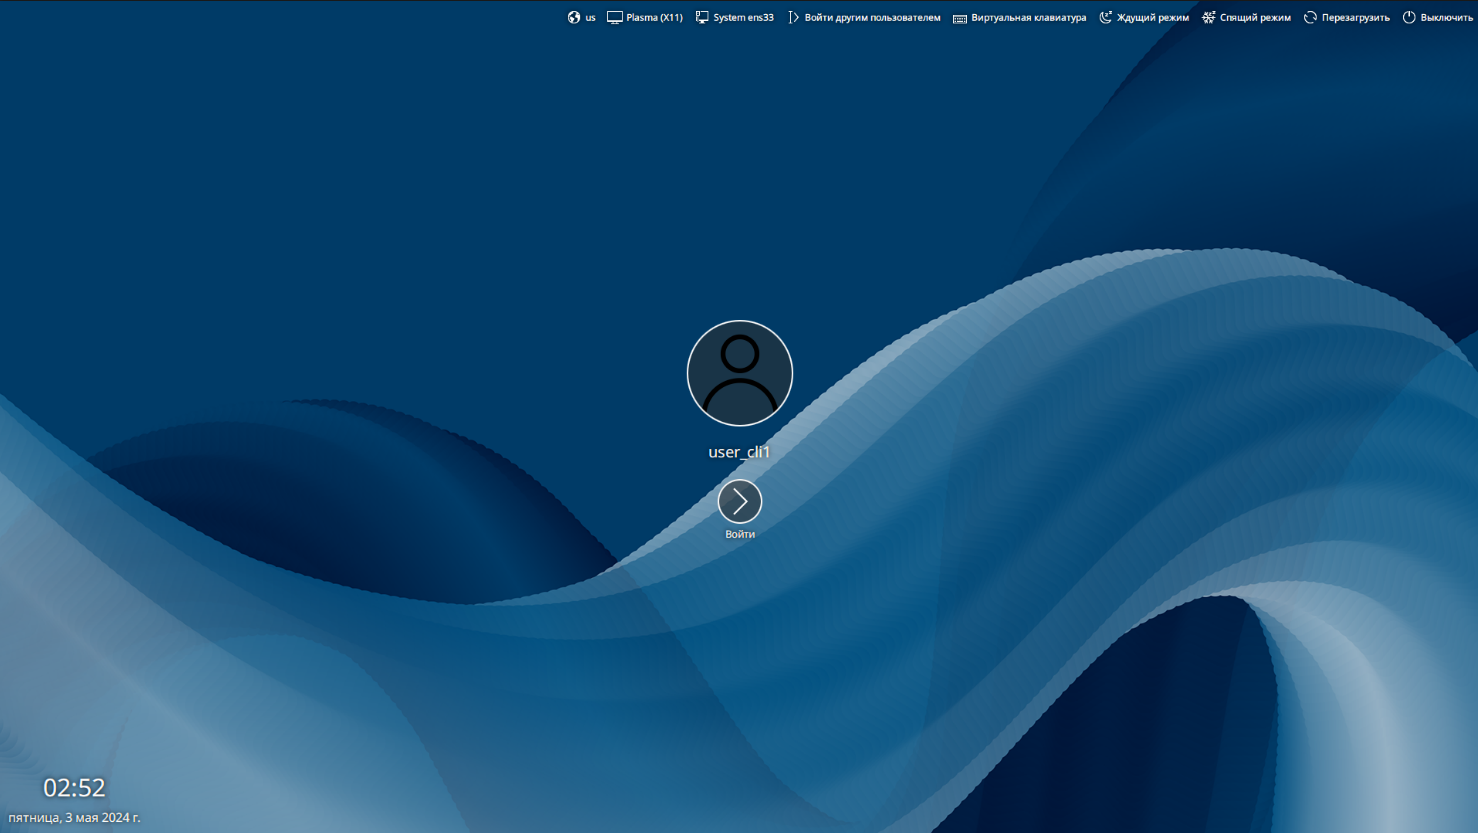 us Plasma (X11) System ens33 Войти другим пользователем Виртуальная клавиатура Ждущий режим Спящий режим Перезагрузить Выключить
user_cli1
Войти
02:52
пятница, 3 мая 2024 г.